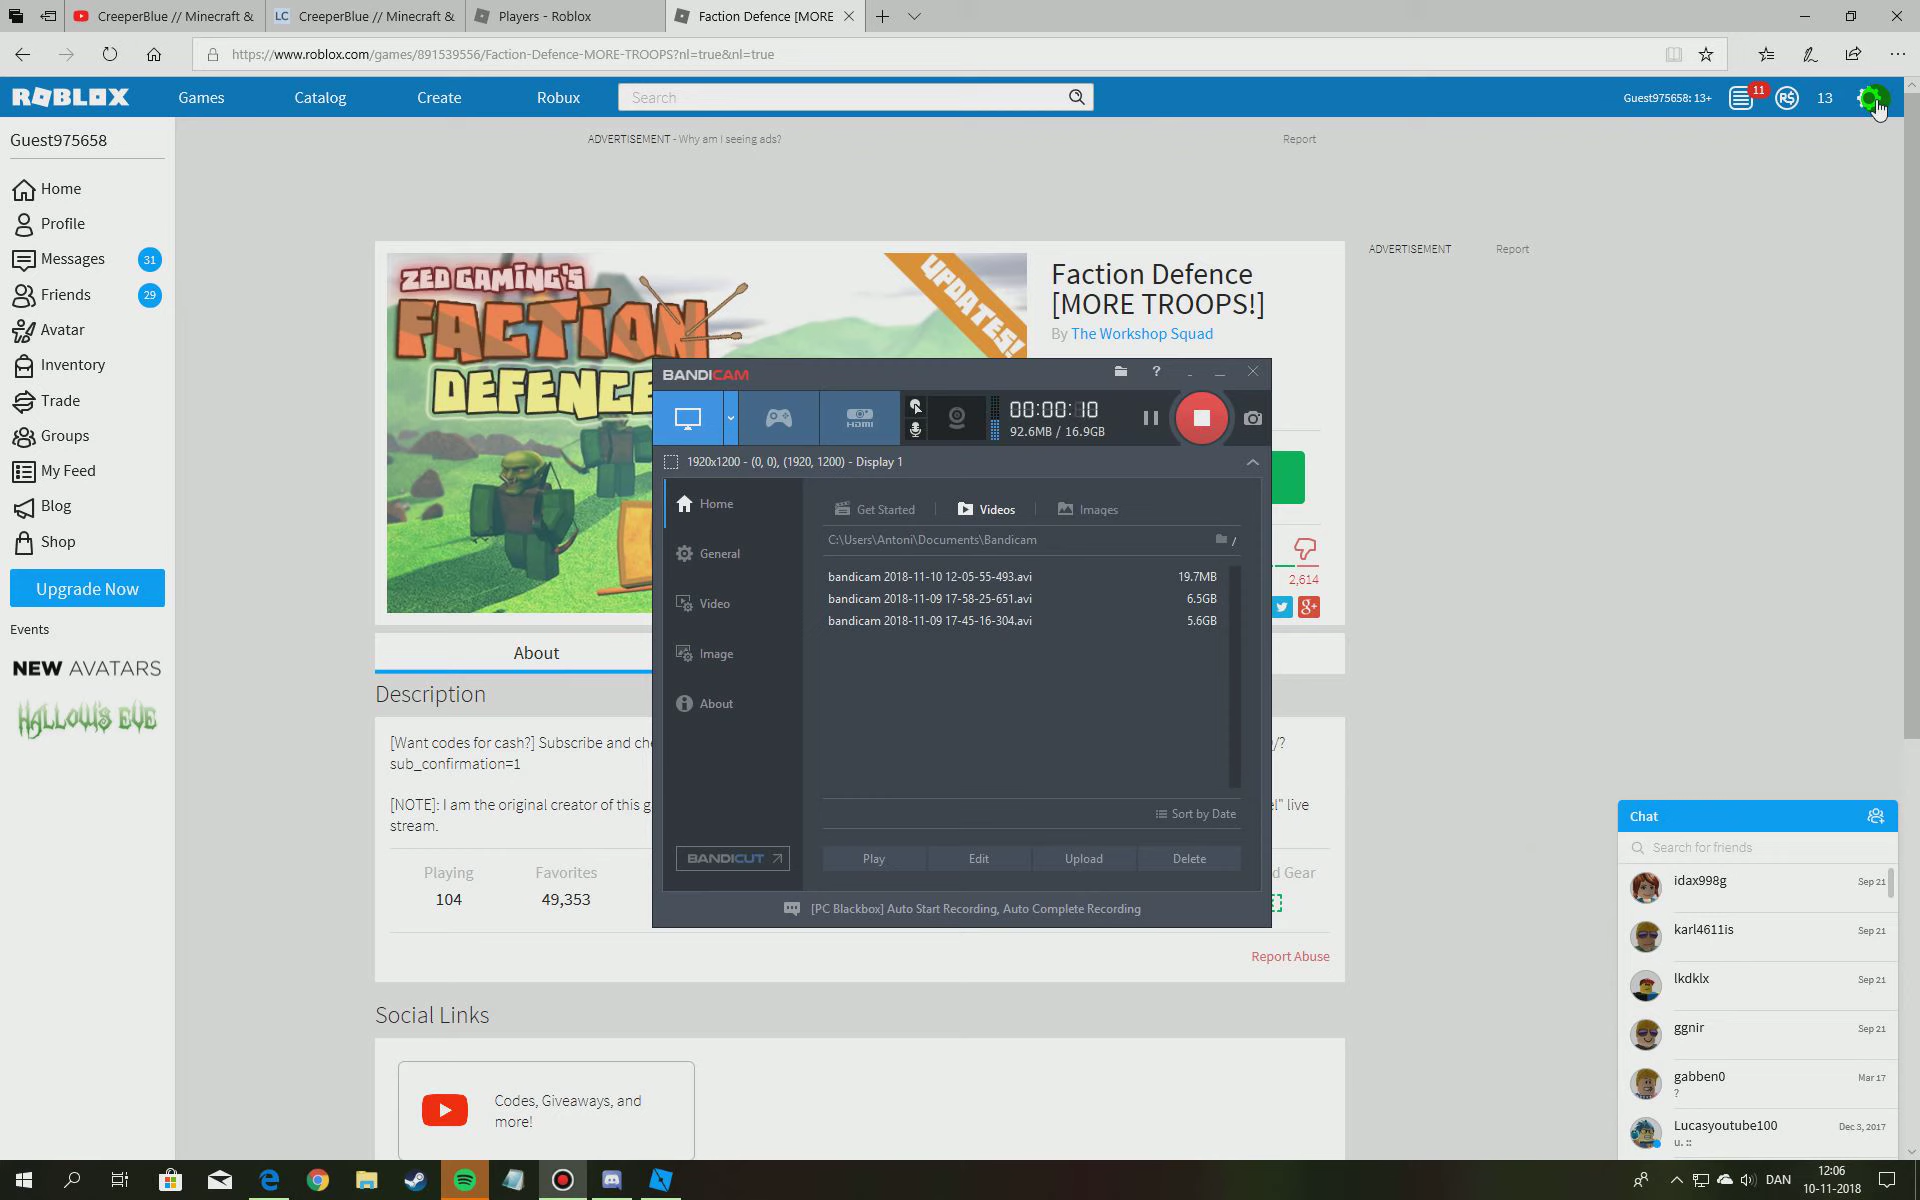 CreeperBlue // Minecraft &
CreeperBlue // Minecraft &
Players - Roblox
Faction Defence [MORE
https://www.roblox.com/games/891539556/Faction-Defence-MORE-TROOPS?nl=true&nl=true
ROBLOX
Games
Catalog
Create
Robux
Search
Guest975658: 13+
11
13
Guest975658
Home
Profile
Messages
31
Friends
29
Avatar
Inventory
Trade
Groups
My Feed
Blog
Shop
Upgrade Now
Events
NEW AVATARS
HALLOW'S EVE
ADVERTISEMENT - Why am I seeing ads?
Report
ADVERTISEMENT
Report
ZED GAMING'S
FACTION
DEFENCE
UPDATES!
Faction Defence
[MORE TROOPS!]
By The Workshop Squad
2,614
BANDICAM
HDMI
00:00:10
92.6MB / 16.9GB
1920x1200 - (0, 0), (1920, 1200) - Display 1
Home
General
Video
Image
About
BANDICUT
Get Started
Videos
Images
C:\Users\Antoni\Documents\Bandicam
bandicam 2018-11-10 12-05-55-493.avi
19.7MB
bandicam 2018-11-09 17-58-25-651.avi
6.5GB
bandicam 2018-11-09 17-45-16-304.avi
5.6GB
Sort by Date
Play
Edit
Upload
Delete
[PC Blackbox] Auto Start Recording, Auto Complete Recording
About
Description
[Want codes for cash?] Subscribe and che
/?
sub_confirmation=1
[NOTE]: I am the original creator of this g
el" live
stream.
Playing
104
Favorites
49,353
d Gear
Report Abuse
Social Links
Codes, Giveaways, and
more!
Chat
Search for friends
idax998g
Sep 21
karl4611is
Sep 21
lkdklx
Sep 21
ggnir
Sep 21
gabben0
Mar 17
?
Lucasyoutube100
Dec 3, 2017
u. ::
DAN
12:06
10-11-2018